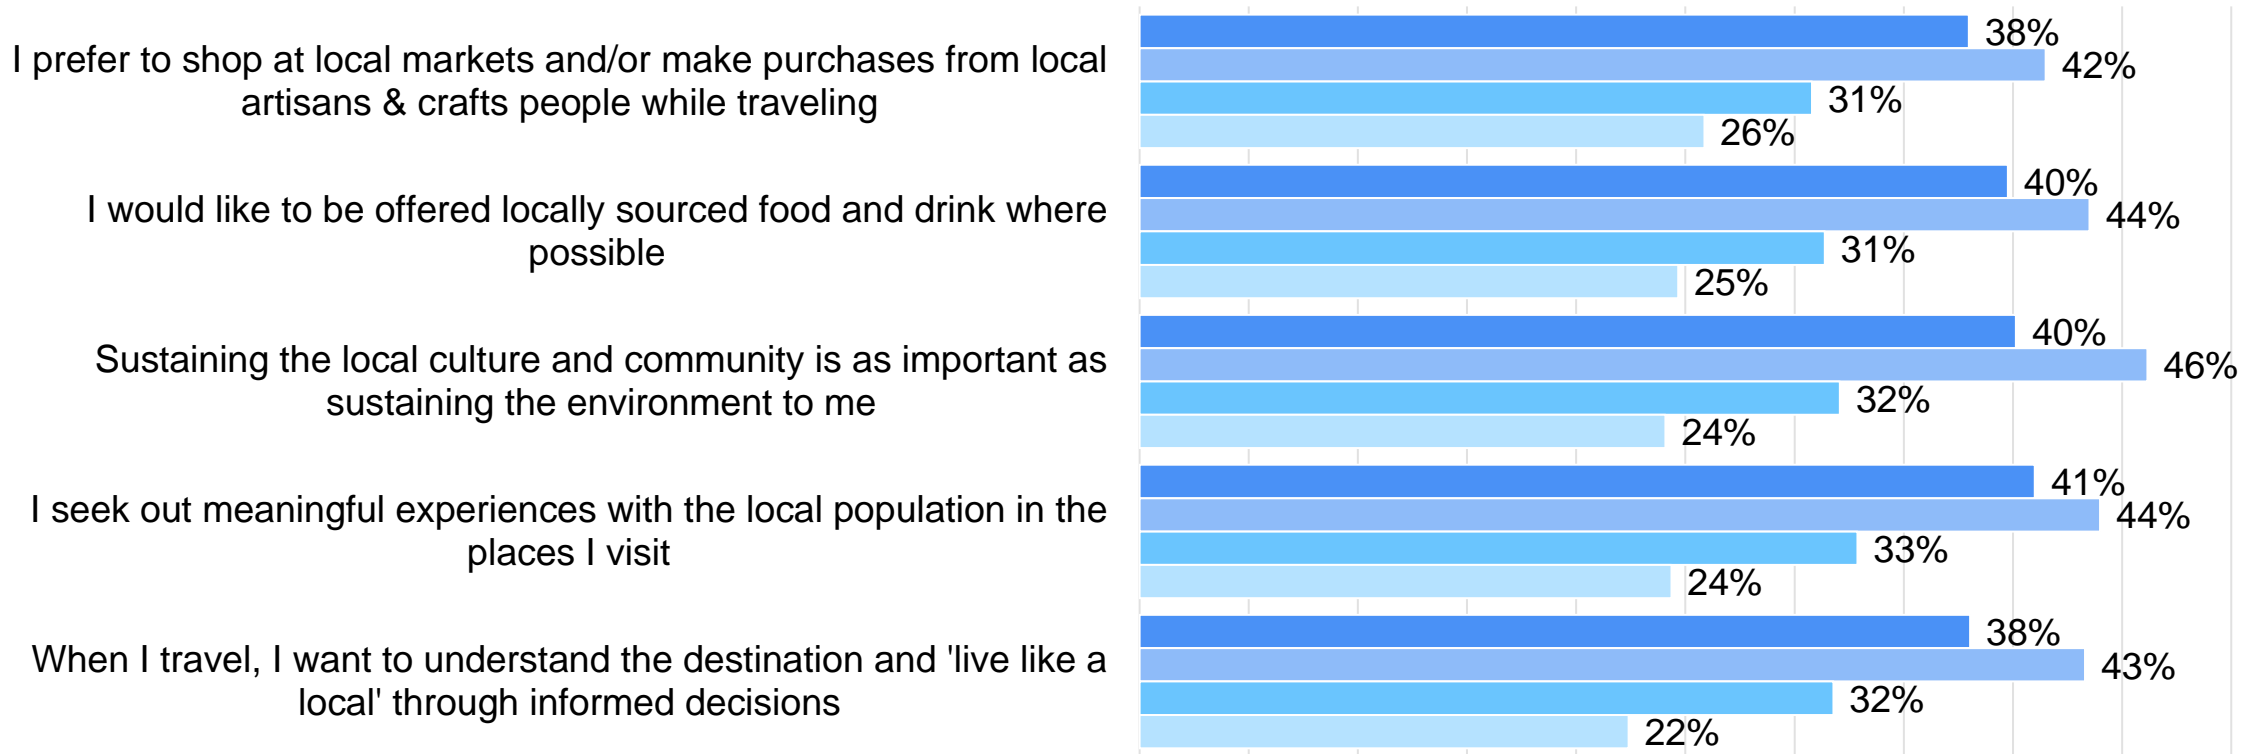 I prefer to shop at local markets and/or make purchases from local
artisans & crafts people while traveling
38%
42%
31%
26%
I would like to be offered locally sourced food and drink where
possible
40%
44%
31%
25%
Sustaining the local culture and community is as important as
sustaining the environment to me
40%
46%
32%
24%
I seek out meaningful experiences with the local population in the
places I visit
41%
44%
33%
24%
When I travel, I want to understand the destination and 'live like a
local' through informed decisions
38%
43%
32%
22%